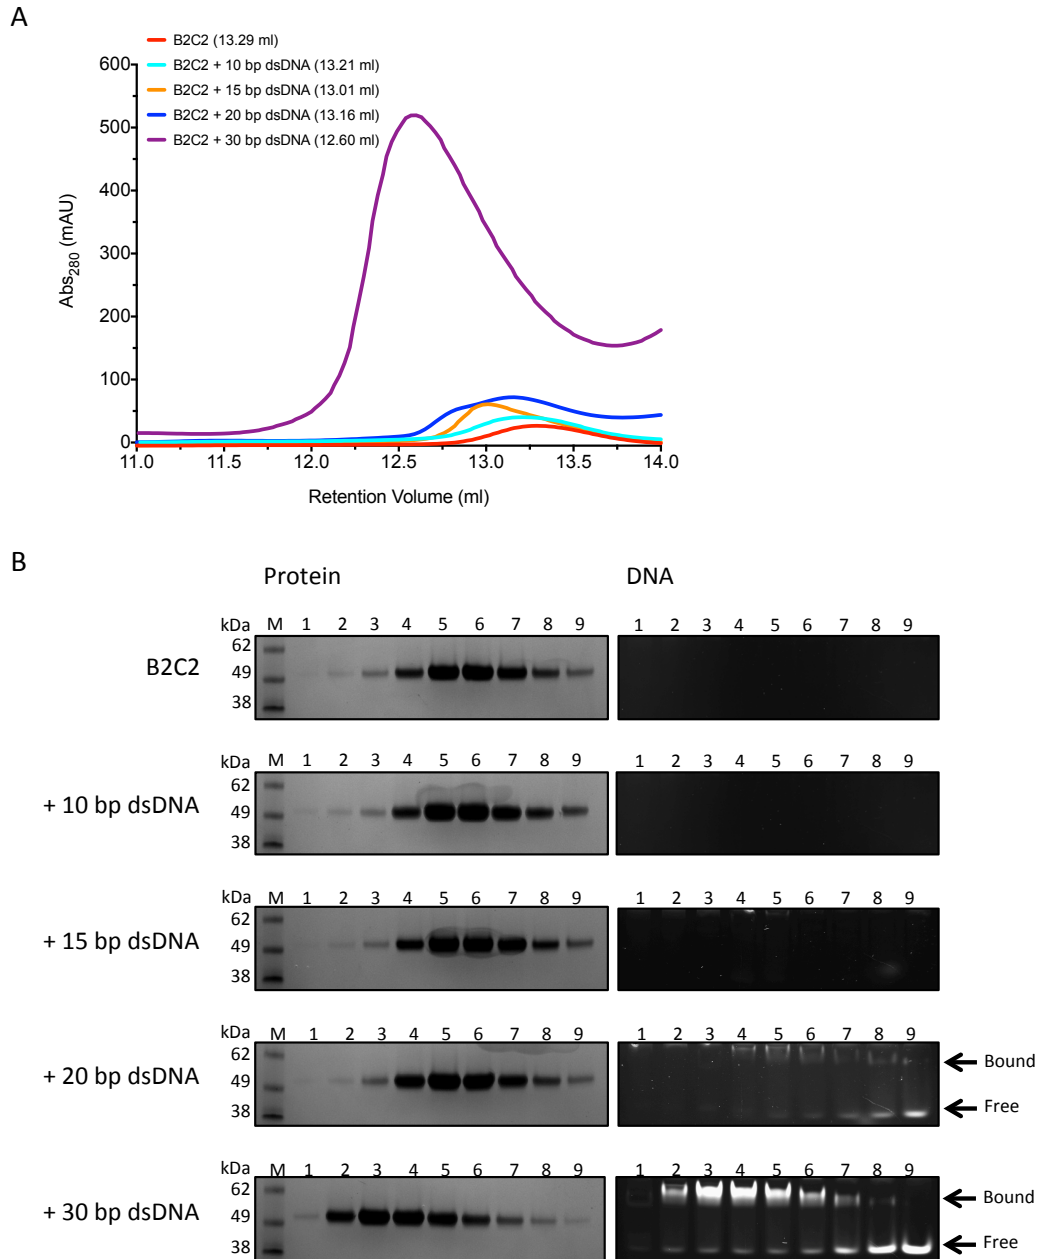 A
B2C2 (13.29 ml)
B2C2 + 10 bp dsDNA (13.21 ml)
B2C2 + 15 bp dsDNA (13.01 ml)
B2C2 + 20 bp dsDNA (13.16 ml)
B2C2 + 30 bp dsDNA (12.60 ml)
600
500
400
300
200
100
0
Abs280 (mAU)
11.0 11.5 12.0 12.5 13.0 13.5 14.0
Retention Volume (ml)
B
Protein DNA
kDa M 1 2 3 4 5 6 7 8 9 1 2 3 4 5 6 7 8 9
62
B2C2 49
38
kDa M 1 2 3 4 5 6 7 8 9 1 2 3 4 5 6 7 8 9
62
+ 10 bp dsDNA 49
38
kDa M 1 2 3 4 5 6 7 8 9 1 2 3 4 5 6 7 8 9
62
+ 15 bp dsDNA 49
38
kDa M 1 2 3 4 5 6 7 8 9 1 2 3 4 5 6 7 8 9
62 Bound
+ 20 bp dsDNA 49
38 Free
kDa M 1 2 3 4 5 6 7 8 9 1 2 3 4 5 6 7 8 9
62 Bound
+ 30 bp dsDNA 49
38 Free